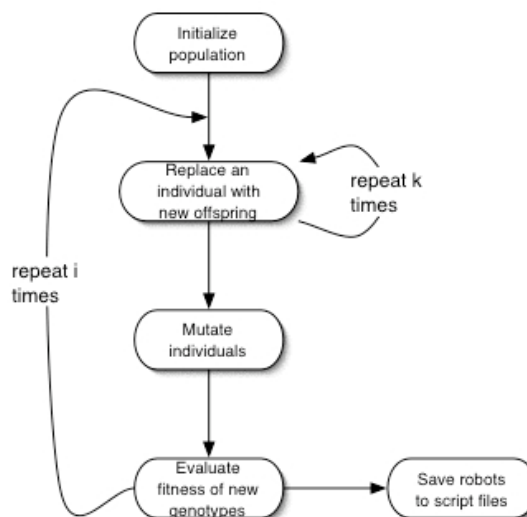 Initialize
population
Replace an
individual with
new offspring
repeat k
times
repeat i
times
Mutate
individuals
Evaluate
fitness of new
genotypes
Save robots
to script files